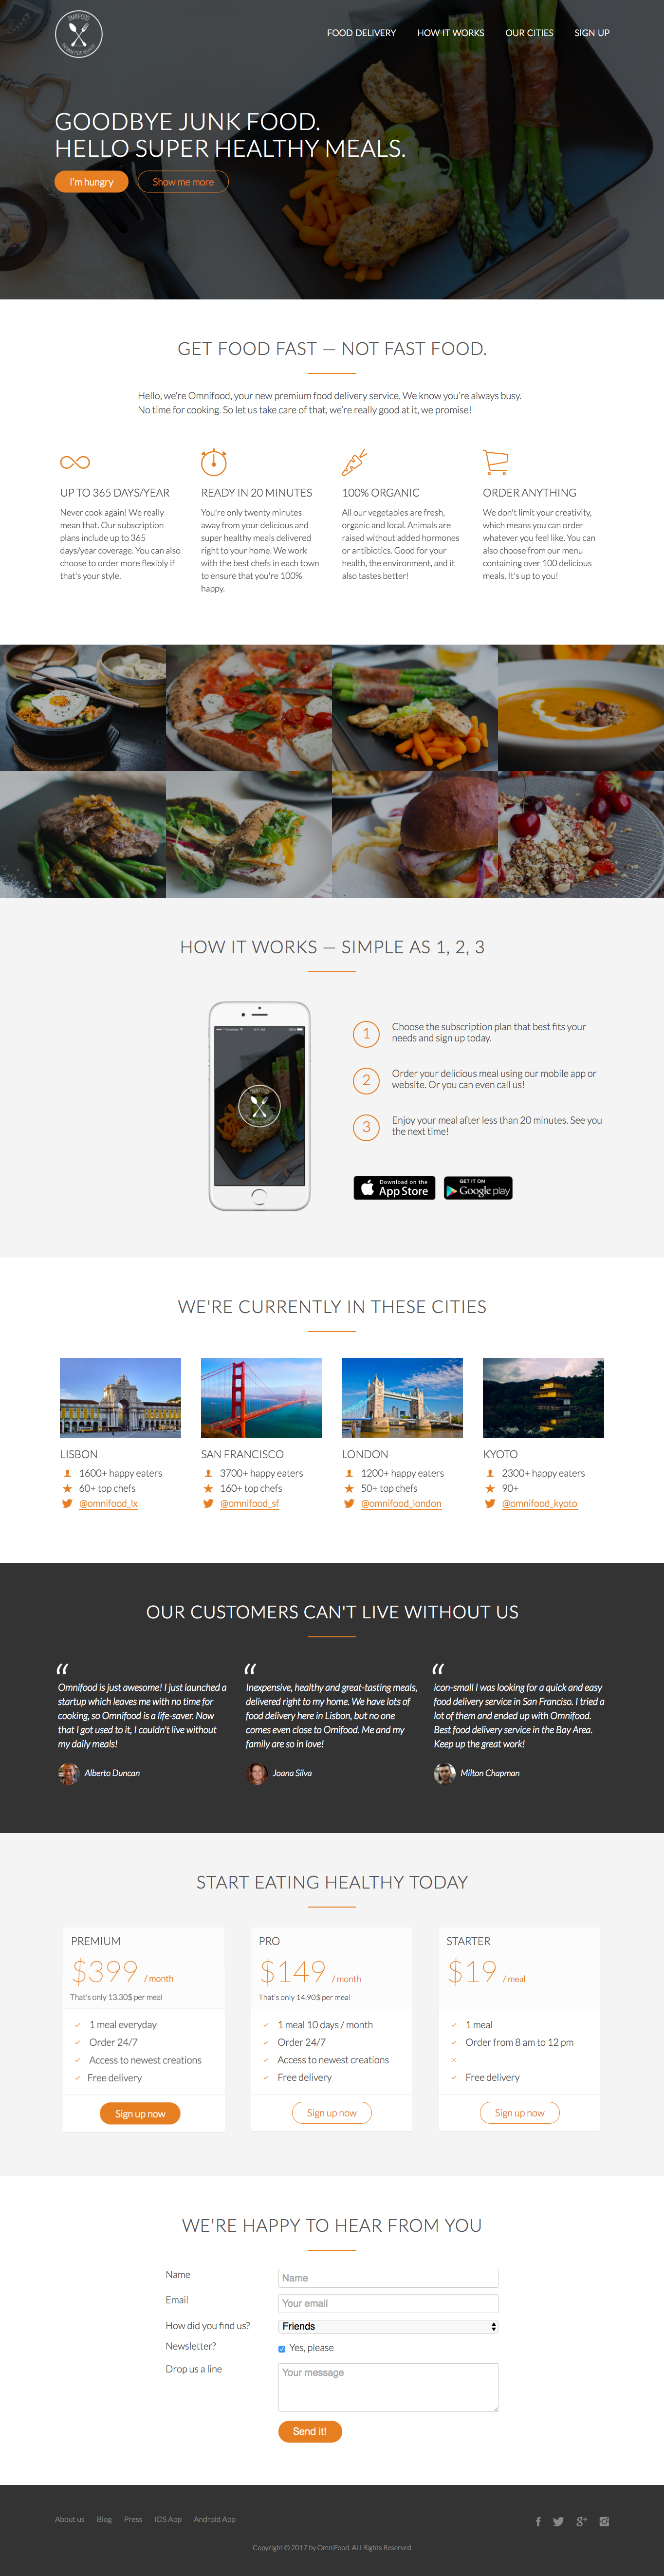 OMNIFOOD
FOOD DELIVERY HOW IT WORKS OUR CITIES SIGN UP
GOODBYE JUNK FOOD.
HELLO SUPER HEALTHY MEALS.
I'm hungry Show me more
GET FOOD FAST — NOT FAST FOOD.
Hello, we're Omnifood, your new premium food delivery service. We know you're always busy.
No time for cooking. So let us take care of that, we're really good at it, we promise!
UP TO 365 DAYS/YEAR
Never cook again! We really
mean that. Our subscription
plans include up to 365
days/year coverage. You can also
choose to order more flexibly if
that's your style.
READY IN 20 MINUTES
You're only twenty minutes
away from your delicious and
super healthy meals delivered
right to your home. We work
with the best chefs in each town
to ensure that you're 100%
happy.
100% ORGANIC
All our vegetables are fresh,
organic and local. Animals are
raised without added hormones
or antibiotics. Good for your
health, the environment, and it
also tastes better!
ORDER ANYTHING
We don't limit your creativity,
which means you can order
whatever you feel like. You can
also choose from our menu
containing over 100 delicious
meals. It's up to you!
HOW IT WORKS — SIMPLE AS 1, 2, 3
1 Choose the subscription plan that best fits your
needs and sign up today.
2 Order your delicious meal using our mobile app or
website. Or you can even call us!
3 Enjoy your meal after less than 20 minutes. See you
the next time!
Download on the
App Store
GET IT ON
Google play
WE'RE CURRENTLY IN THESE CITIES
LISBON
1600+ happy eaters
60+ top chefs
@omnifood_lx
SAN FRANCISCO
3700+ happy eaters
160+ top chefs
@omnifood_sf
LONDON
1200+ happy eaters
50+ top chefs
@omnifood_london
KYOTO
2300+ happy eaters
90+
@omnifood_kyoto
OUR CUSTOMERS CAN'T LIVE WITHOUT US
“
Omnifood is just awesome! I just launched a
startup which leaves me with no time for
cooking, so Omnifood is a life-saver. Now
that I got used to it, I couldn't live without
my daily meals!
Alberto Duncan
“
Inexpensive, healthy and great-tasting meals,
delivered right to my home. We have lots of
food delivery here in Lisbon, but no one
comes even close to Omifood. Me and my
family are so in love!
Joana Silva
“
icon-small I was looking for a quick and easy
food delivery service in San Franciso. I tried a
lot of them and ended up with Omnifood.
Best food delivery service in the Bay Area.
Keep up the great work!
Milton Chapman
START EATING HEALTHY TODAY
PREMIUM
$399 / month
That's only 13.30$ per meal
1 meal everyday
Order 24/7
Access to newest creations
Free delivery
Sign up now
PRO
$149 / month
That's only 14.90$ per meal
1 meal 10 days / month
Order 24/7
Access to newest creations
Free delivery
Sign up now
STARTER
$19 / meal
1 meal
Order from 8 am to 12 pm
Free delivery
Sign up now
WE'RE HAPPY TO HEAR FROM YOU
Name Name
Email Your email
How did you find us? Friends
Newsletter? Yes, please
Drop us a line Your message
Send it!
About us Blog Press iOS App Android App
Copyright © 2017 by OmniFood, ALl Rights Reserved